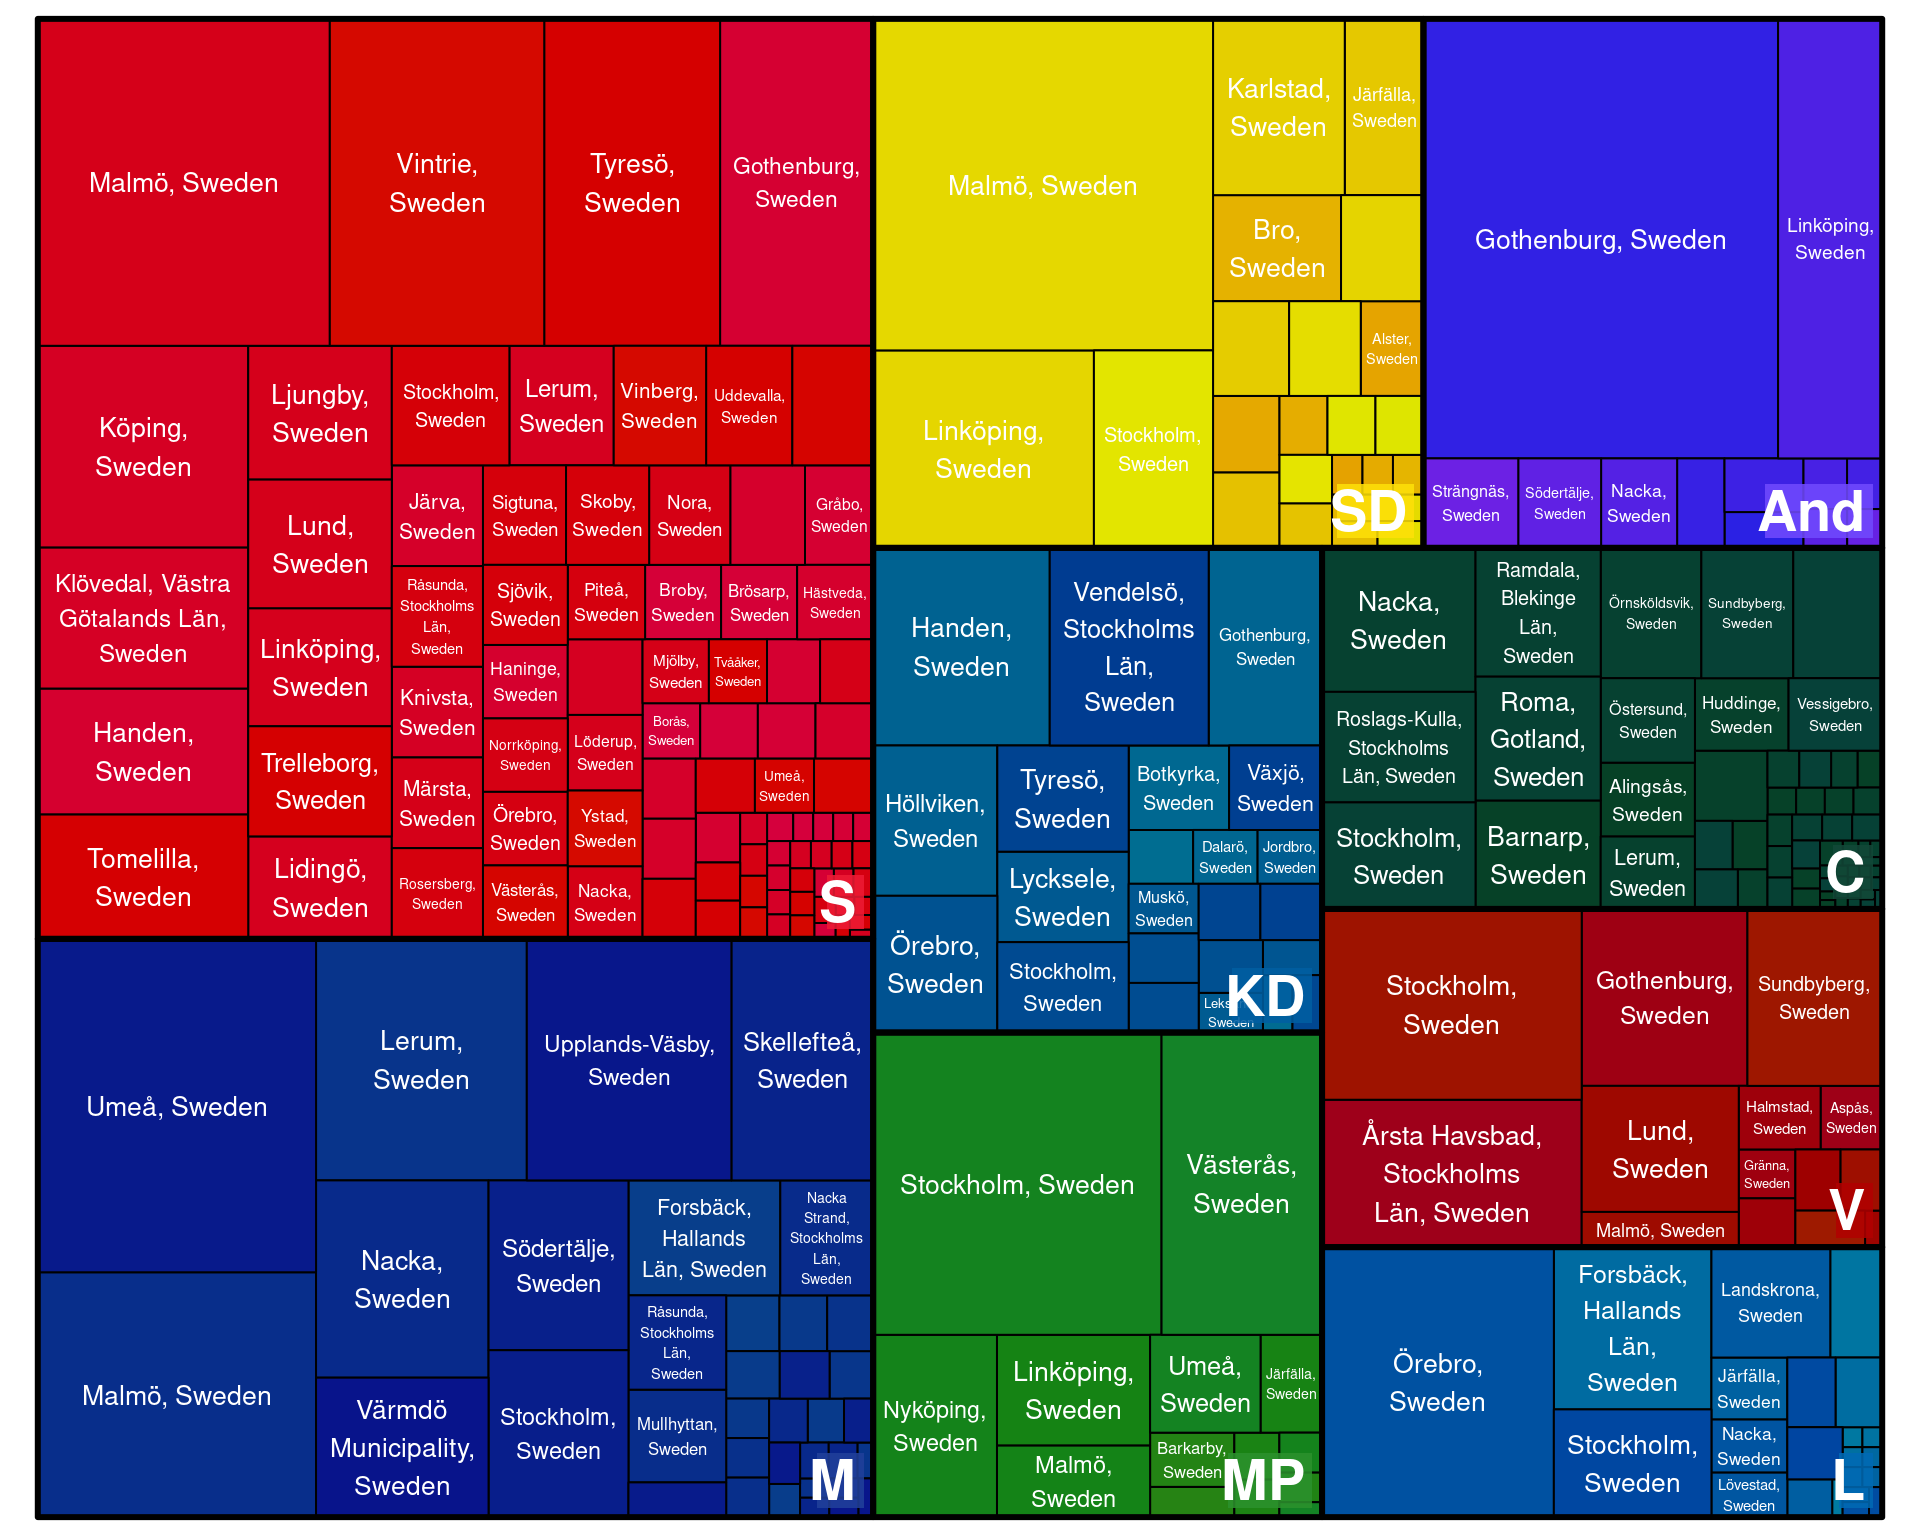 Malmö, Sweden
Vintrie,
Sweden
Tyresö,
Sweden
Gothenburg,
Sweden
Köping,
Sweden
Ljungby,
Sweden
Stockholm,
Sweden
Lerum,
Sweden
Vinberg,
Sweden
Uddevalla,
Sweden
Lund,
Sweden
Järva,
Sweden
Sigtuna,
Sweden
Skoby,
Sweden
Nora,
Sweden
Gråbo,
Sweden
Klövedal, Västra
Götalands Län,
Sweden
Linköping,
Sweden
Råsunda,
Stockholms
Län,
Sweden
Sjövik,
Sweden
Piteå,
Sweden
Broby,
Sweden
Brösarp,
Sweden
Hästveda,
Sweden
Haninge,
Sweden
Mjölby,
Sweden
Tvååker,
Sweden
Handen,
Sweden
Knivsta,
Sweden
Borås,
Sweden
Trelleborg,
Sweden
Norrköping,
Sweden
Löderup,
Sweden
Märsta,
Sweden
Umeå,
Sweden
Tomelilla,
Sweden
Lidingö,
Sweden
Örebro,
Sweden
Ystad,
Sweden
Rosersberg,
Sweden
Västerås,
Sweden
Nacka,
Sweden
S
Malmö, Sweden
Karlstad,
Sweden
Järfälla,
Sweden
Bro,
Sweden
Alster,
Sweden
Linköping,
Sweden
Stockholm,
Sweden
SD
Gothenburg, Sweden
Linköping,
Sweden
Strängnäs,
Sweden
Södertälje,
Sweden
Nacka,
Sweden
And
Handen,
Sweden
Vendelsö,
Stockholms
Län,
Sweden
Gothenburg,
Sweden
Höllviken,
Sweden
Tyresö,
Sweden
Botkyrka,
Sweden
Växjö,
Sweden
Dalarö,
Sweden
Jordbro,
Sweden
Lycksele,
Sweden
Muskö,
Sweden
Örebro,
Sweden
Stockholm,
Sweden
Sweden
KD
Nacka,
Sweden
Ramdala,
Blekinge
Län,
Sweden
Örnsköldsvik,
Sweden
Sundbyberg,
Sweden
Roslags-Kulla,
Stockholms
Län, Sweden
Roma,
Gotland,
Sweden
Östersund,
Sweden
Huddinge,
Sweden
Vessigebro,
Sweden
Alingsås,
Sweden
Stockholm,
Sweden
Barnarp,
Sweden
Lerum,
Sweden
C
Stockholm,
Sweden
Gothenburg,
Sweden
Sundbyberg,
Sweden
Årsta Havsbad,
Stockholms
Län, Sweden
Lund,
Sweden
Halmstad,
Sweden
Aspås,
Sweden
Gränna,
Sweden
Malmö, Sweden
V
Umeå, Sweden
Lerum,
Sweden
Upplands-Väsby,
Sweden
Skellefteå,
Sweden
Nacka,
Sweden
Södertälje,
Sweden
Forsbäck,
Hallands
Län, Sweden
Nacka
Strand,
Stockholms
Län,
Sweden
Råsunda,
Stockholms
Län,
Sweden
Malmö, Sweden
Värmdö
Municipality,
Sweden
Stockholm,
Sweden
Mullhyttan,
Sweden
M
Stockholm, Sweden
Västerås,
Sweden
Nyköping,
Sweden
Linköping,
Sweden
Umeå,
Sweden
Järfälla,
Sweden
Malmö,
Sweden
Barkarby,
Sweden
MP
Örebro,
Sweden
Forsbäck,
Hallands
Län,
Sweden
Landskrona,
Sweden
Järfälla,
Sweden
Stockholm,
Sweden
Nacka,
Sweden
Lövestad,
Sweden
L